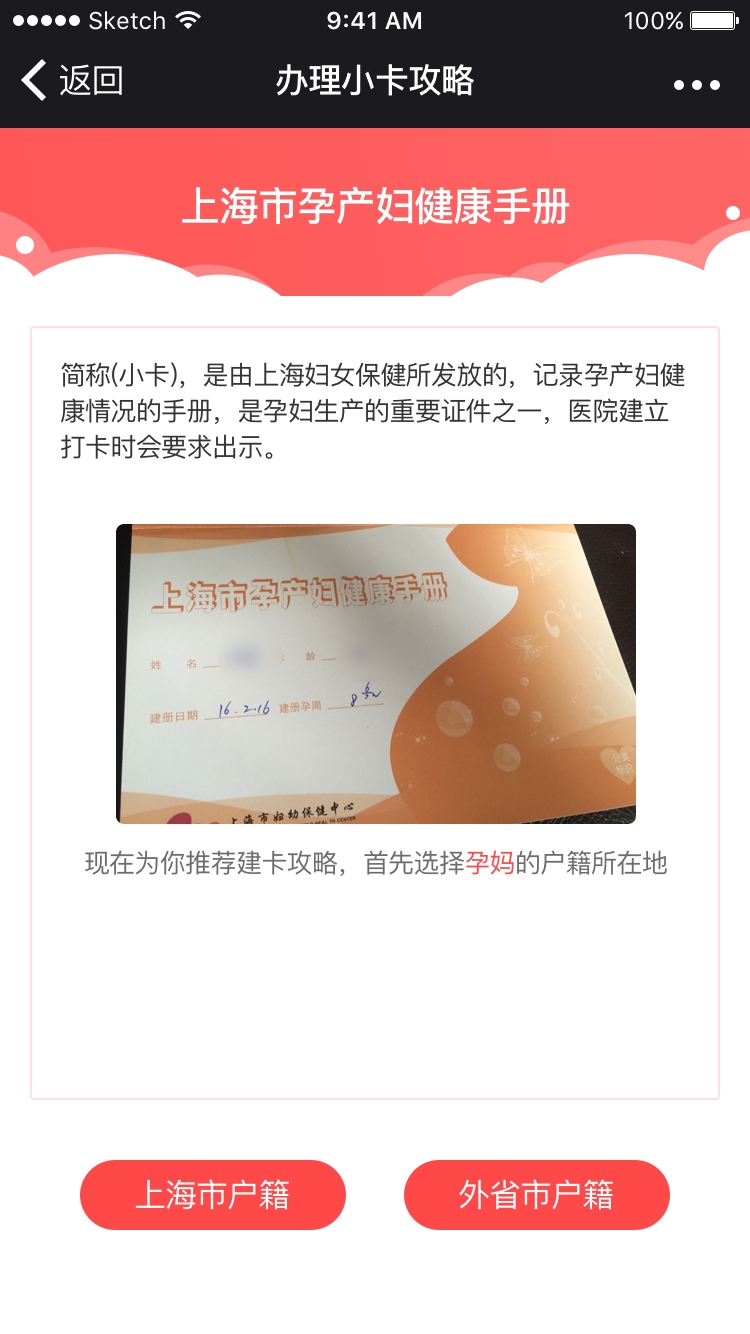 Sketch 9:41 AM 100%
返回 办理小卡攻略
上海市孕产妇健康手册
简称(小卡)，是由上海妇女保健所发放的，记录孕产妇健
康情况的手册，是孕妇生产的重要证件之一，医院建立
打卡时会要求出示。
上海市孕产妇健康手册
姓 名 龄
建册日期 16.2.16 建册孕周
上海市妇幼保健中心
现在为你推荐建卡攻略，首先选择孕妈的户籍所在地
上海市户籍 外省市户籍